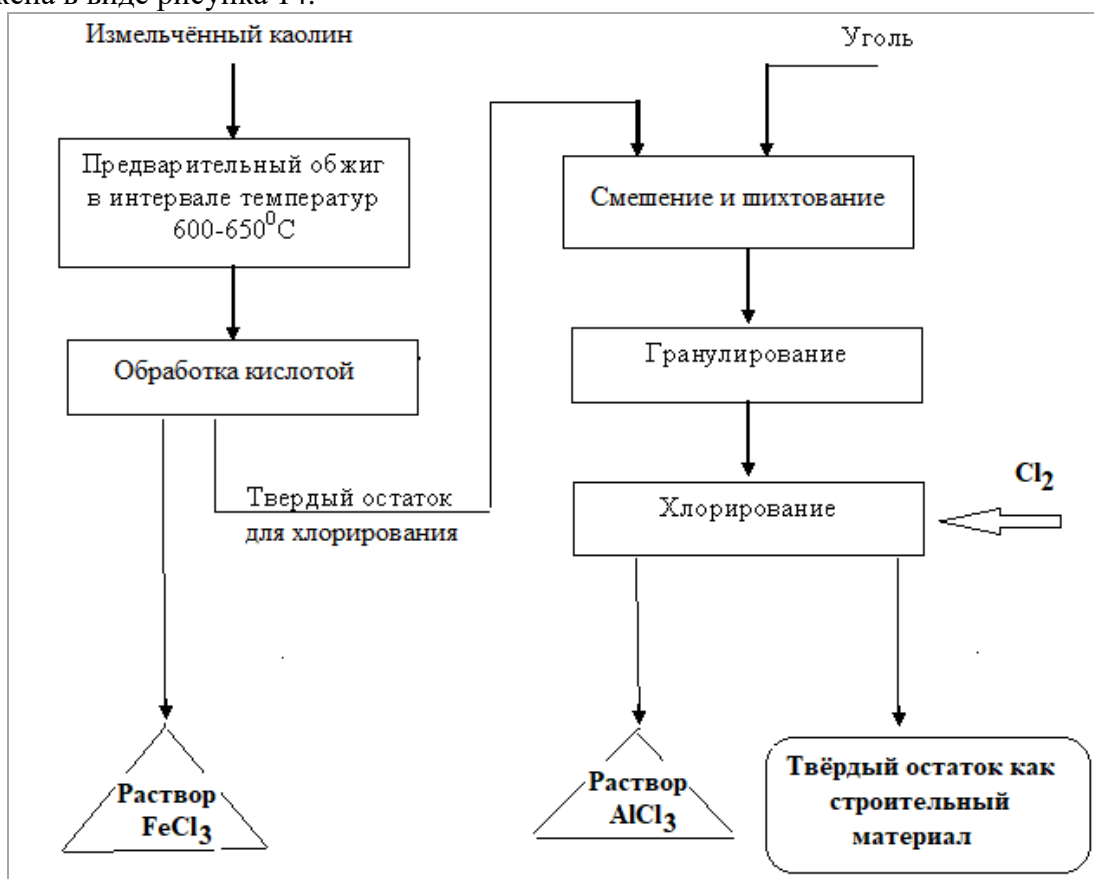 Измельчённый каолин
Уголь
Предварительный обжиг
в интервале температур
600-650⁰C
Смешение и шихтование
Обработка кислотой
Гранулирование
Твердый остаток
для хлорирования
Хлорирование
Cl₂
Раствор
FeCl₃
Раствор
AlCl₃
Твёрдый остаток как
строительный
материал